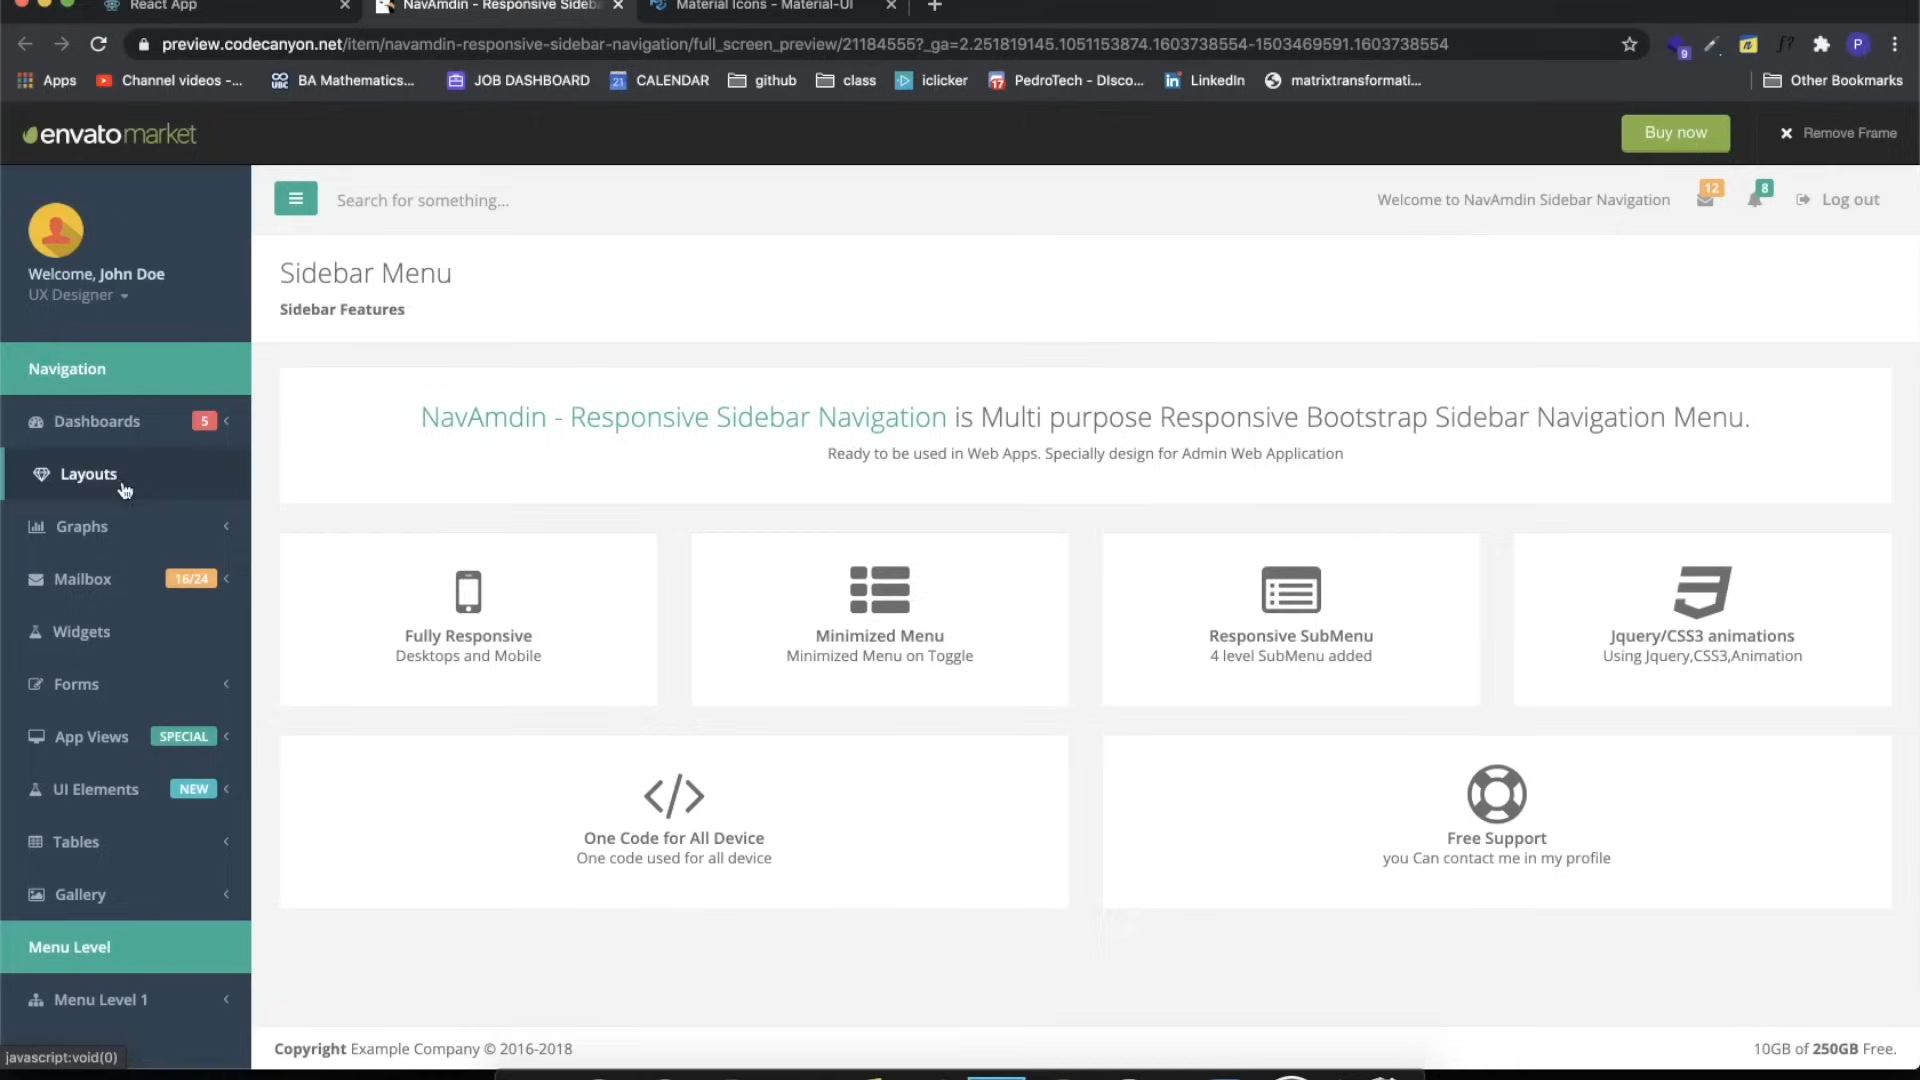 React App
NavAmdin - Responsive Sideb
Material Icons - Material-UI
preview.codecanyon.net/item/navamdin-responsive-sidebar-navigation/full_screen_preview/21184555?_ga=2.251819145.1051153874.1603738554-1503469591.1603738554
9
P
Apps
Channel videos -...
UBC
BA Mathematics...
JOB DASHBOARD
21
CALENDAR
github
class
iclicker
17
PedroTech - DIsco...
LinkedIn
matrixtransformati...
Other Bookmarks
envatomarket
Buy now
Remove Frame
Search for something...
Welcome to NavAmdin Sidebar Navigation
12
8
Log out
Welcome, John Doe
UX Designer
Sidebar Menu
Sidebar Features
Navigation
Dashboards
5
Layouts
Graphs
Mailbox
16/24
Widgets
Forms
App Views
SPECIAL
UI Elements
NEW
Tables
Gallery
Menu Level
Menu Level 1
NavAmdin - Responsive Sidebar Navigation is Multi purpose Responsive Bootstrap Sidebar Navigation Menu.
Ready to be used in Web Apps. Specially design for Admin Web Application
Fully Responsive
Desktops and Mobile
Minimized Menu
Minimized Menu on Toggle
Responsive SubMenu
4 level SubMenu added
Jquery/CSS3 animations
Using Jquery,CSS3,Animation
One Code for All Device
One code used for all device
Free Support
you Can contact me in my profile
javascript:void(0)
Copyright Example Company © 2016-2018
10GB of 250GB Free.